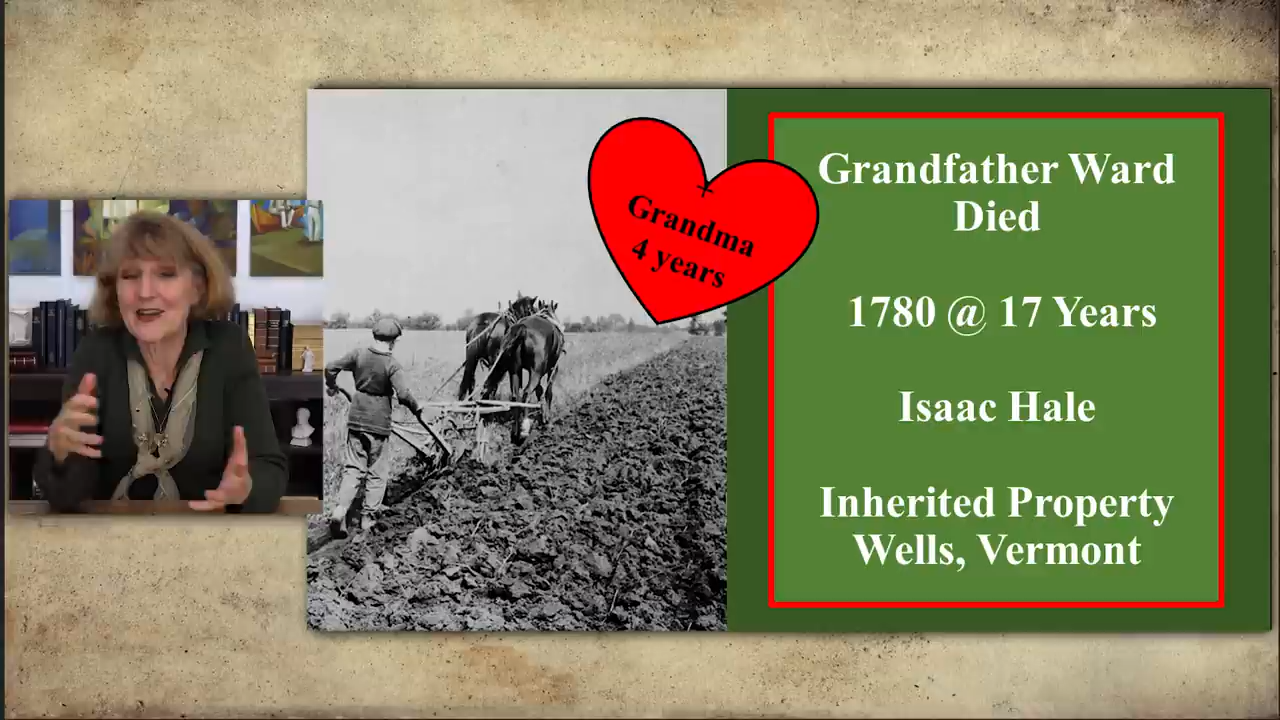 +
Grandma
4 years
Grandfather Ward
Died
1780 @ 17 Years
Isaac Hale
Inherited Property
Wells, Vermont